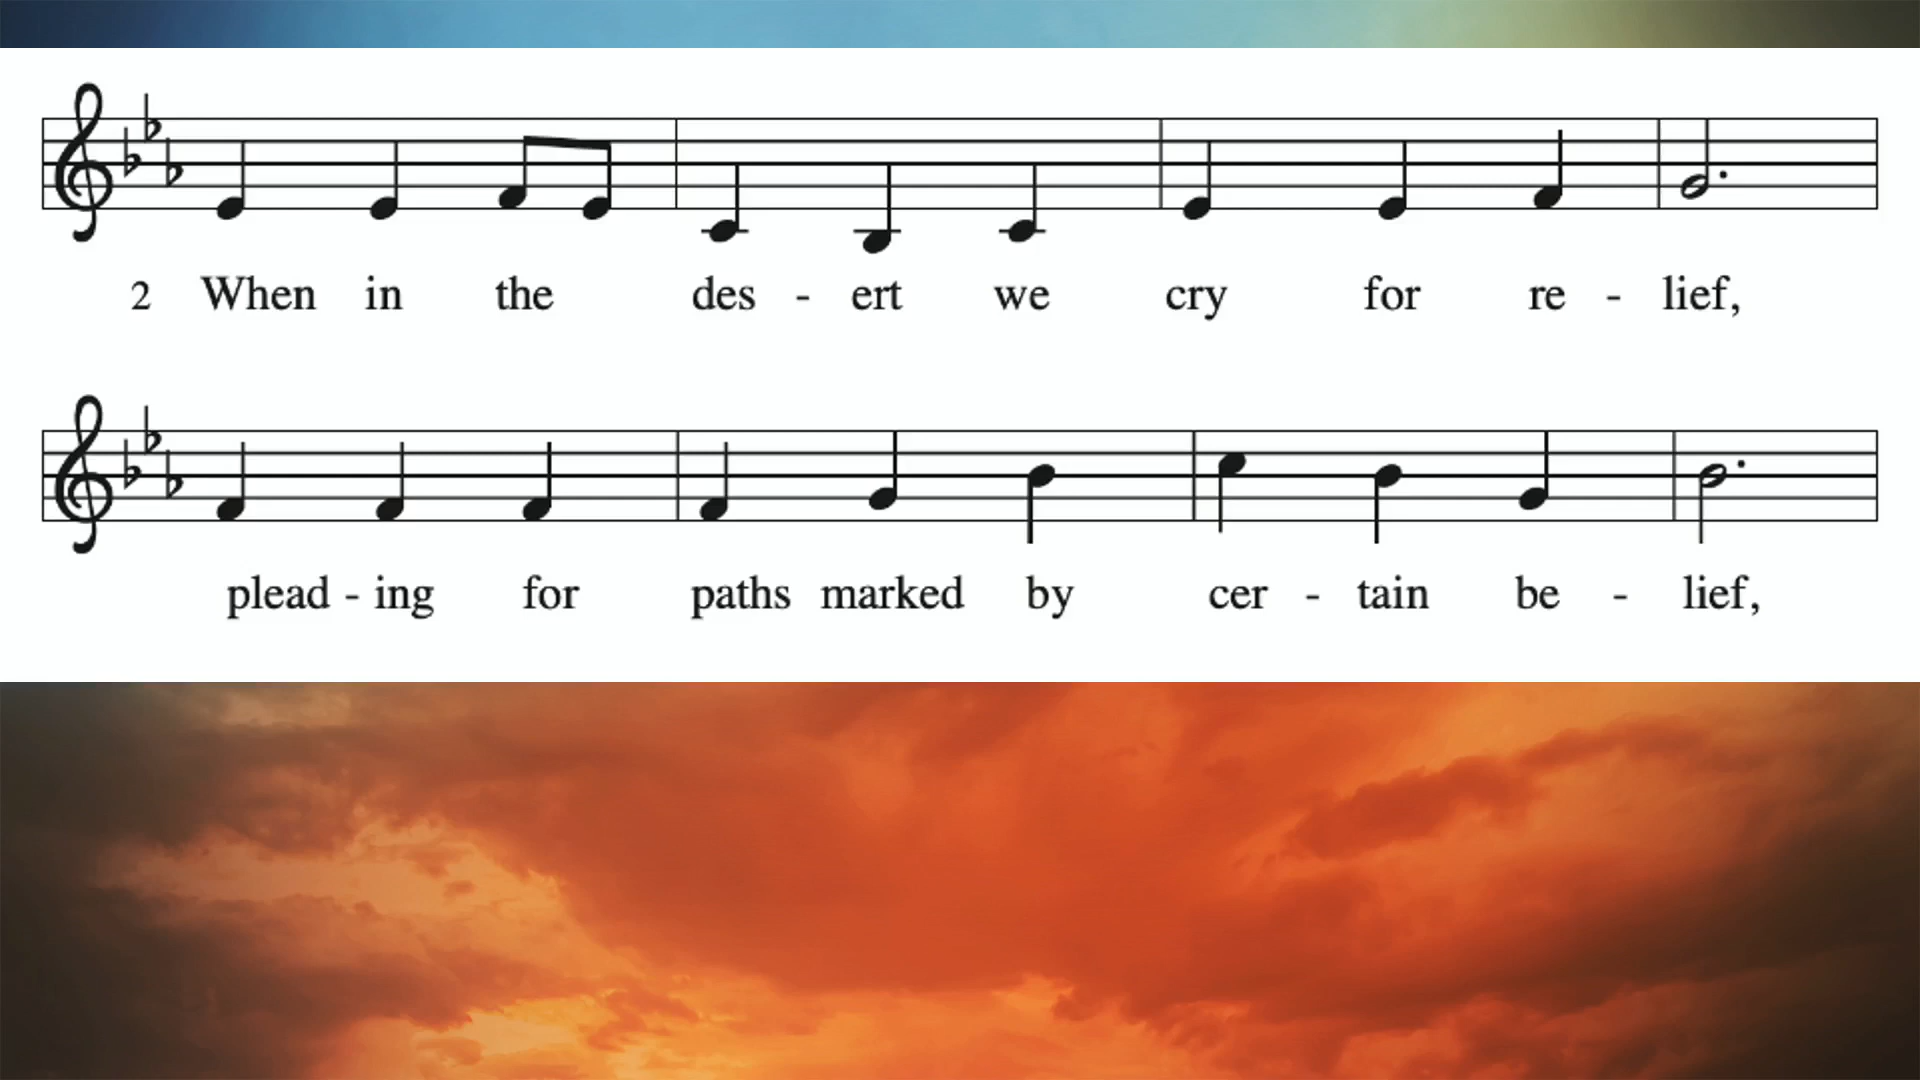 2 When in the des - ert we cry for re - lief,
plead - ing for paths marked by cer - tain be - lief,